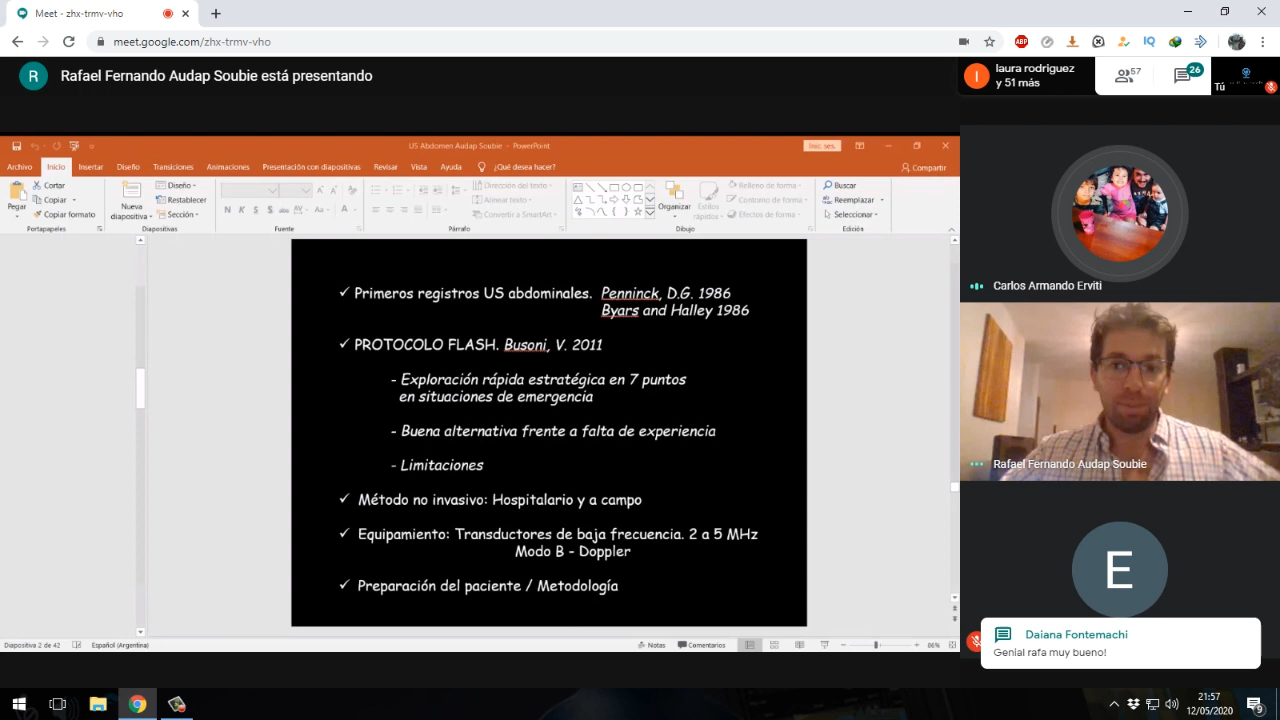 Meet - zhx-trmv-vho
meet.google.com/zhx-trmv-vho
ABP
IQ
R
Rafael Fernando Audap Soubie está presentando
laura rodriguez
y 51 más
57
26
Tú
US Abdomen Audap Soubie - PowerPoint
Inic. ses.
Archivo
Inicio
Insertar
Diseño
Transiciones
Animaciones
Presentación con diapositivas
Revisar
Vista
Ayuda
¿Qué desea hacer?
Compartir
Pegar
Cortar
Copiar
Copiar formato
Portapapeles
Nueva
diapositiva
Diseño
Restablecer
Sección
Diapositivas
N K S S abc AV Aa A
Fuente
Dirección del texto
Alinear texto
Convertir a SmartArt
Párrafo
Organizar
Estilos
rápidos
Relleno de forma
Contorno de forma
Efectos de forma
Dibujo
Buscar
Reemplazar
Seleccionar
Edición
✓ Primeros registros US abdominales. Penninck, D.G. 1986
Byars and Halley 1986
✓ PROTOCOLO FLASH. Busoni, V. 2011
- Exploración rápida estratégica en 7 puntos
en situaciones de emergencia
- Buena alternativa frente a falta de experiencia
- Limitaciones
✓ Método no invasivo: Hospitalario y a campo
✓ Equipamiento: Transductores de baja frecuencia. 2 a 5 MHz
Modo B - Doppler
✓ Preparación del paciente / Metodología
Diapositiva 2 de 42
Español (Argentina)
Notas
Comentarios
86%
Carlos Armando Erviti
Rafael Fernando Audap Soubie
E
Daiana Fontemachi
Genial rafa muy bueno!
21:57
12/05/2020